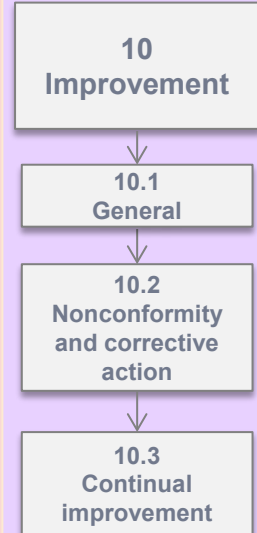 10
Improvement
10.1
General
10.2
Nonconformity
and corrective
action
10.3
Continual
improvement